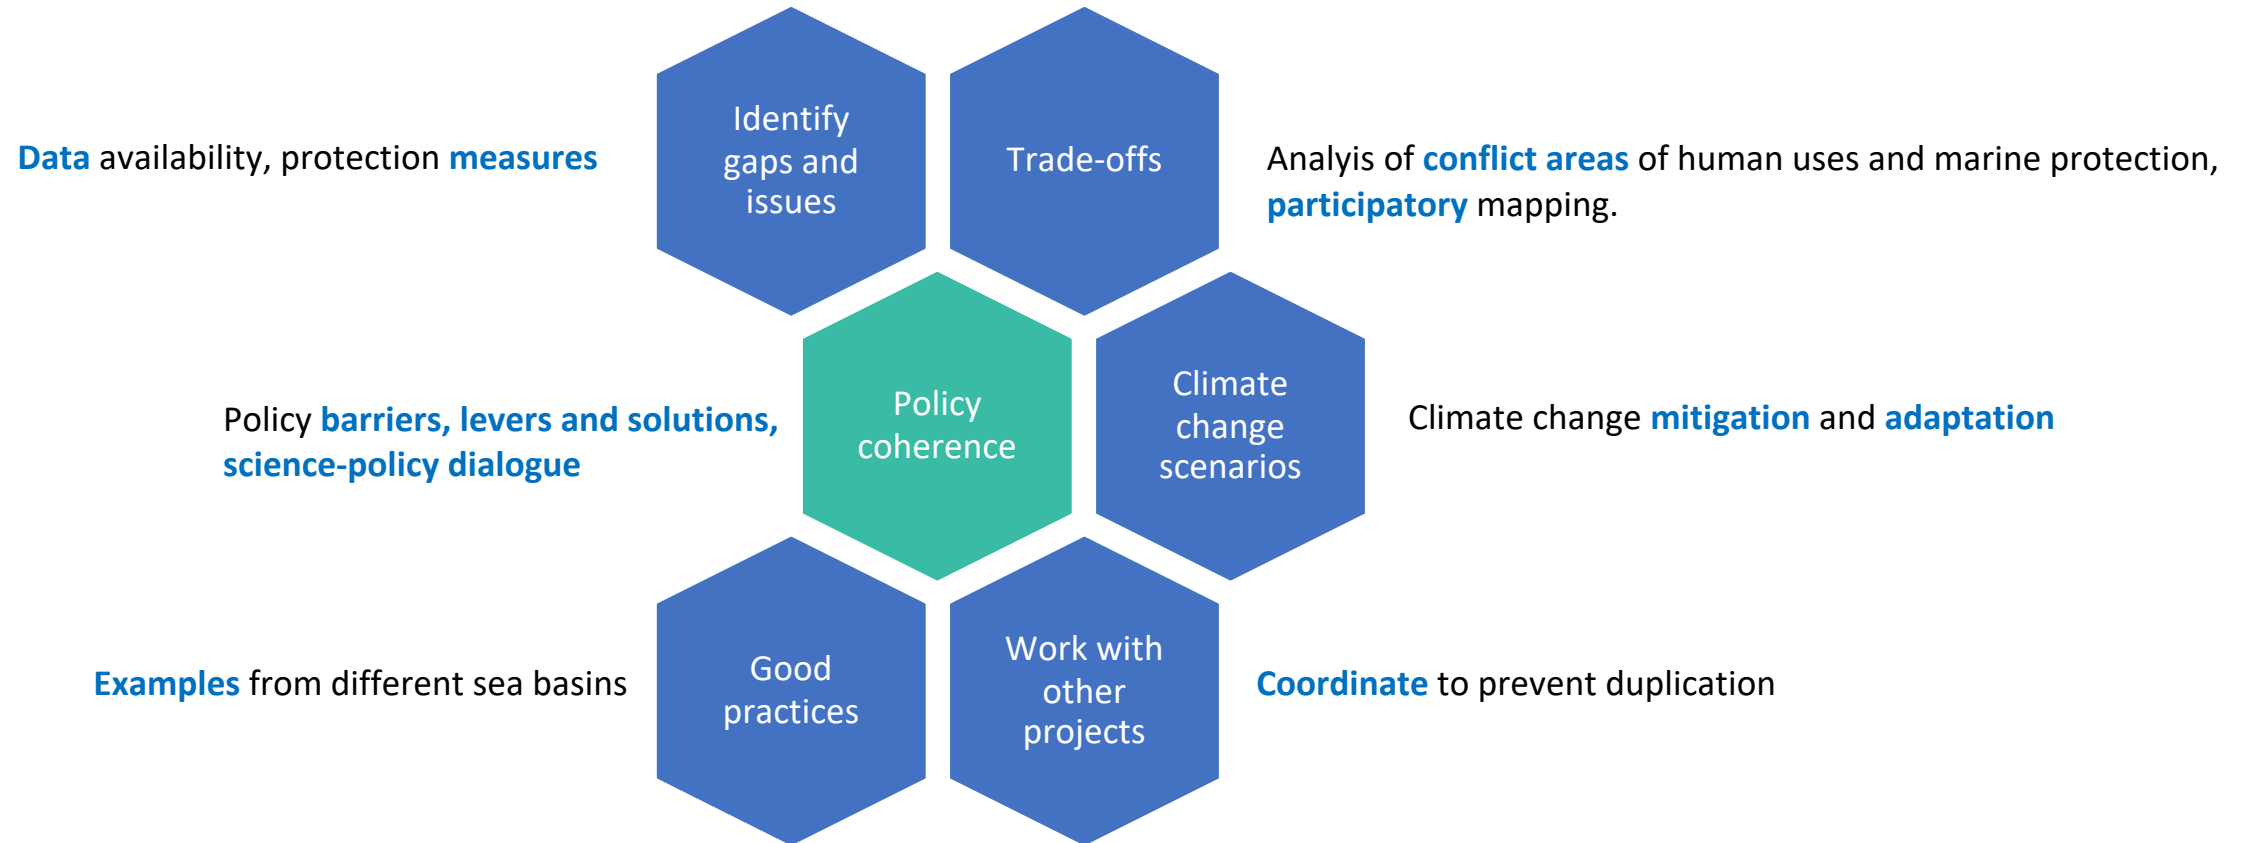 Data availability, protection measures
Identify
gaps and
issues
Trade-offs
Analyis of conflict areas of human uses and marine protection,
participatory mapping.
Policy barriers, levers and solutions,
science-policy dialogue
Policy
coherence
Climate
change
scenarios
Climate change mitigation and adaptation
Examples from different sea basins
Good
practices
Work with
other
projects
Coordinate to prevent duplication